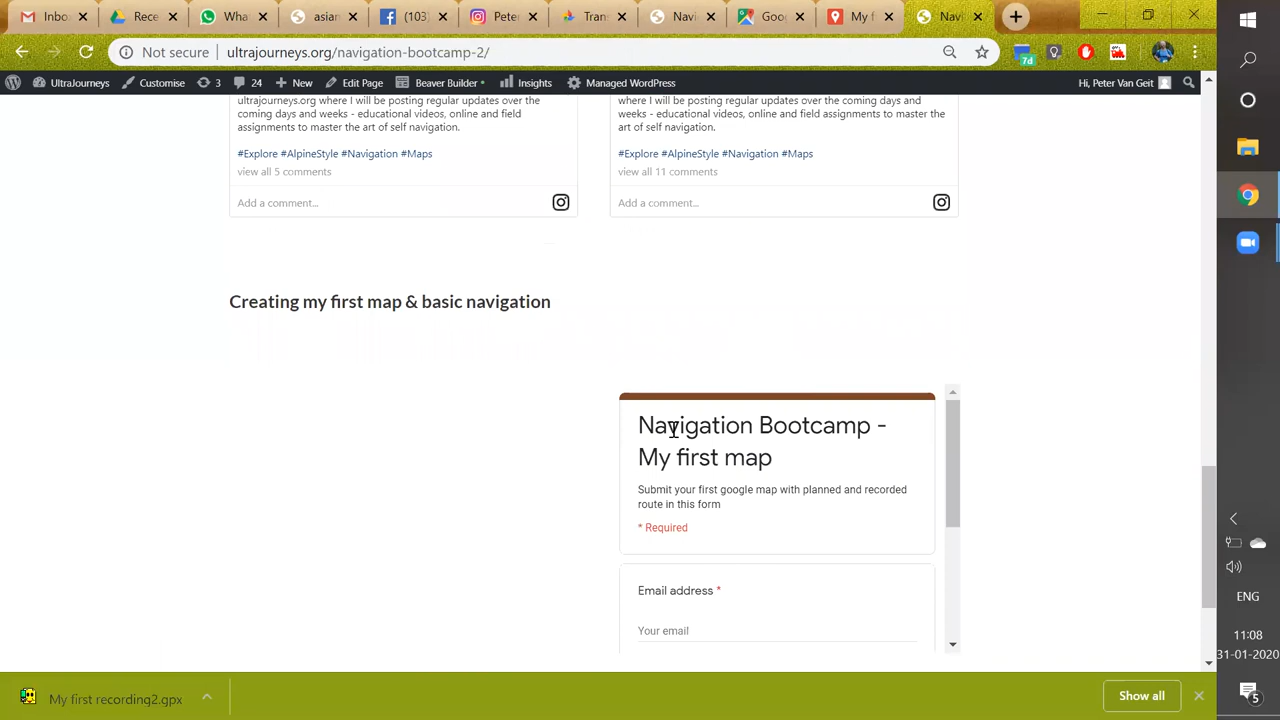 Inbo
Rece
Wha
asian
(103)
Peter
Tran
Navi
Goo
My f
Navi
Not secure
ultrajourneys.org/navigation-bootcamp-2/
7d
UltraJourneys
Customise
3
24
New
Edit Page
Beaver Builder
Insights
Managed WordPress
Hi, Peter Van Geit
ultrajourneys.org where I will be posting regular updates over the
coming days and weeks - educational videos, online and field
assignments to master the art of self navigation.
#Explore #AlpineStyle #Navigation #Maps
view all 5 comments
Add a comment...
where I will be posting regular updates over the coming days and
weeks - educational videos, online and field assignments to master the
art of self navigation.
#Explore #AlpineStyle #Navigation #Maps
view all 11 comments
Add a comment...
Creating my first map & basic navigation
Navigation Bootcamp -
My first map
Submit your first google map with planned and recorded
route in this form
* Required
Email address *
Your email
My first recording2.gpx
Show all
ENG
11:08
31-01-2020
5